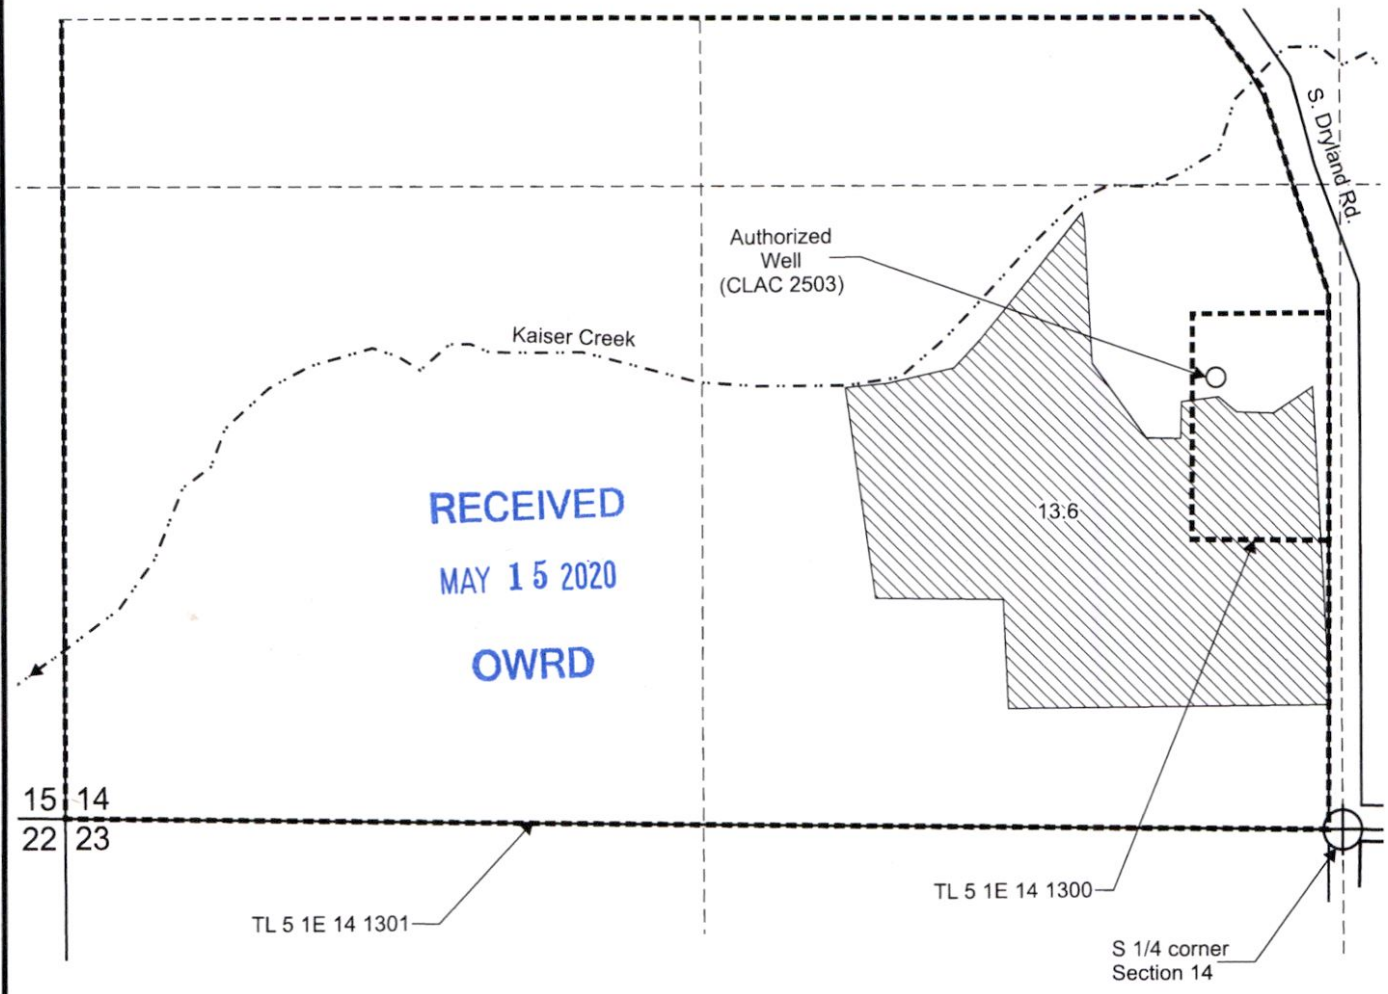 S. Dryland Rd.
Authorized
Well
(CLAC 2503)
Kaiser Creek
RECEIVED
MAY 15 2020
OWRD
13.6
15 14
22 23
TL 5 1E 14 1301
TL 5 1E 14 1300
S 1/4 corner
Section 14